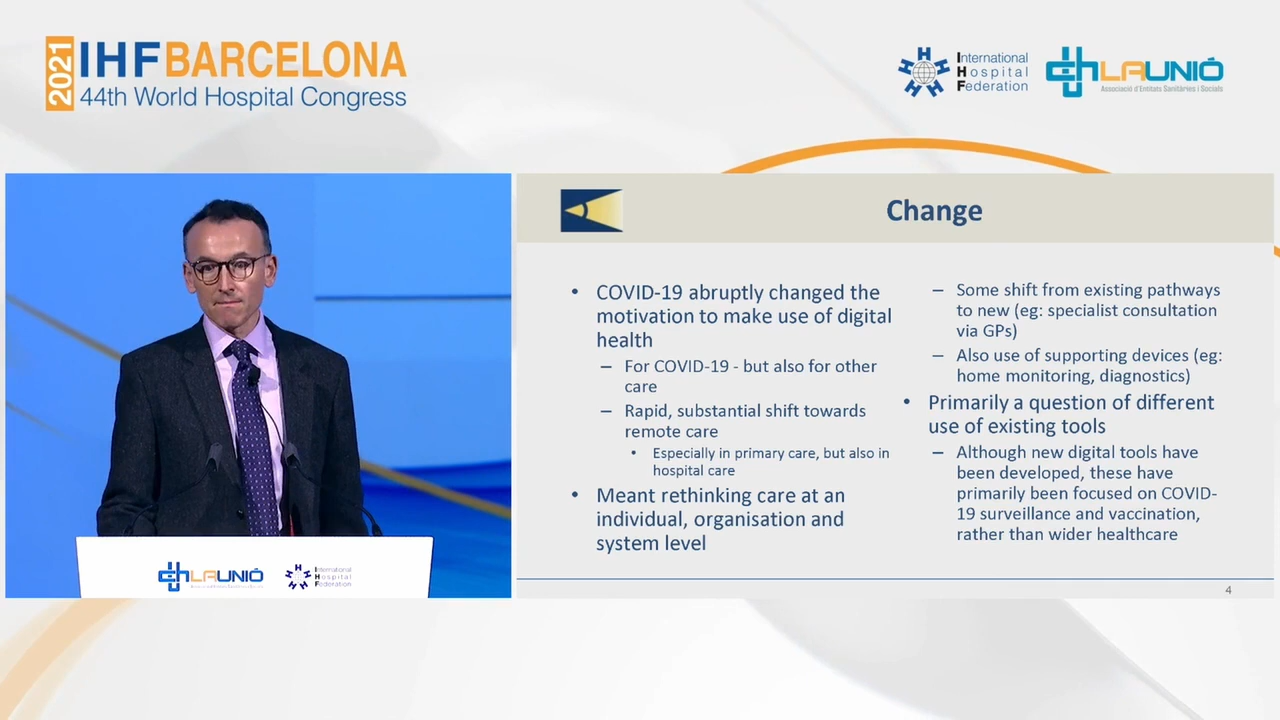 2021
IHF BARCELONA
44th World Hospital Congress
International
Hospital
Federation
LAUNIÓ
Associació d'Entitats Sanitàries i Socials
Change
• COVID-19 abruptly changed the
motivation to make use of digital
health
– For COVID-19 - but also for other
care
– Rapid, substantial shift towards
remote care
• Especially in primary care, but also in
hospital care
• Meant rethinking care at an
individual, organisation and
system level
– Some shift from existing pathways
to new (eg: specialist consultation
via GPs)
– Also use of supporting devices (eg:
home monitoring, diagnostics)
• Primarily a question of different
use of existing tools
– Although new digital tools have
been developed, these have
primarily been focused on COVID-
19 surveillance and vaccination,
rather than wider healthcare
4
LAUNIÓ
International
Hospital
Federation